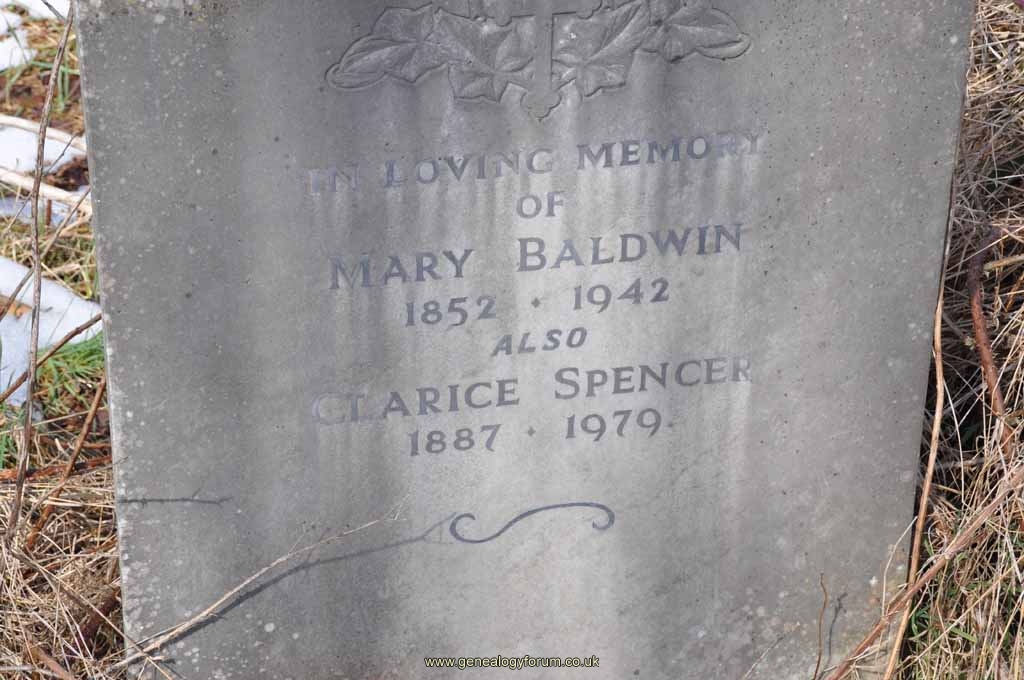 IN LOVING MEMORY
OF
MARY BALDWIN
1852 · 1942
ALSO
CLARICE SPENCER
1887 · 1979.
www.genealogyforum.co.uk